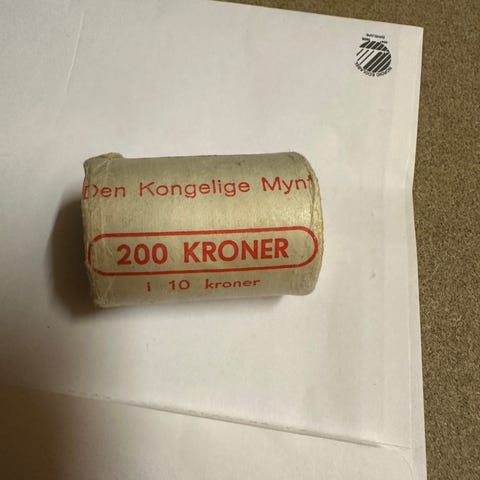 Den Kongelige Mynt
200 KRONER
i 10 kroner